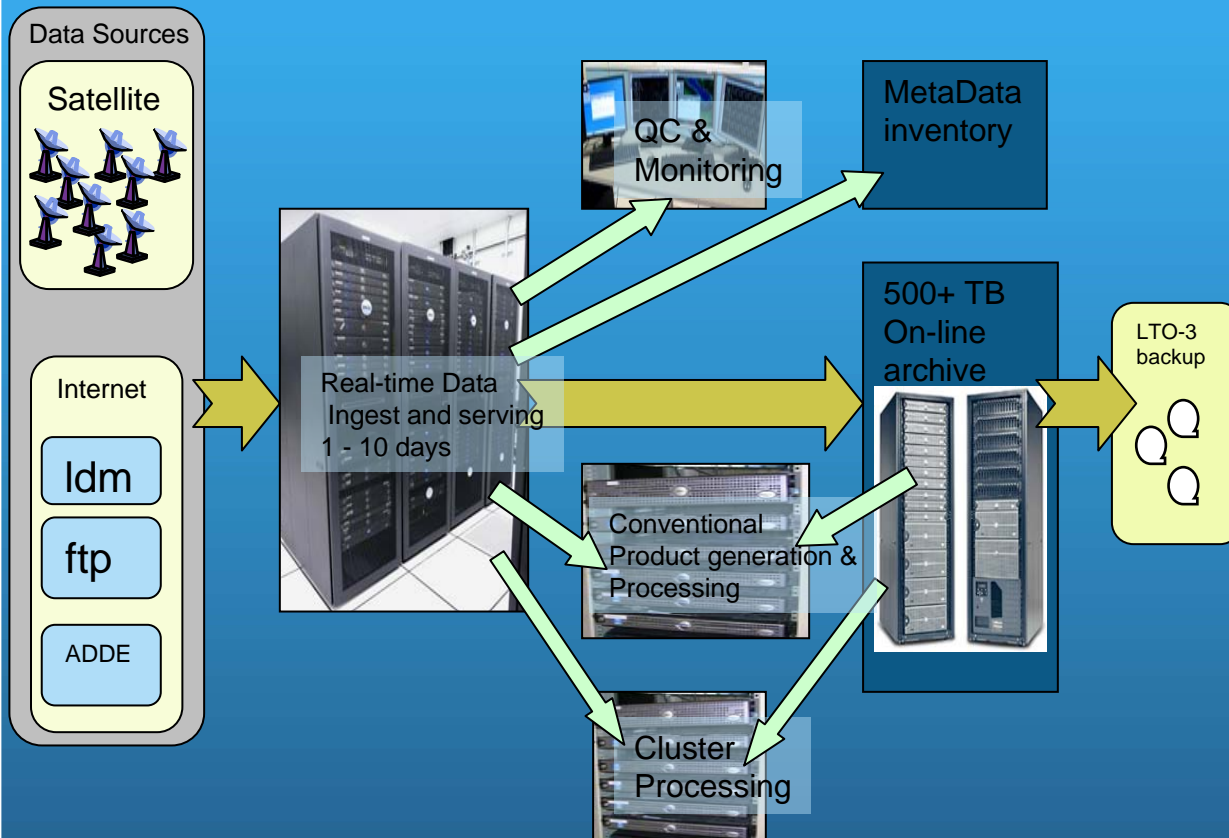 Data Sources
Satellite
Internet
ldm
ftp
ADDE
Real-time Data
Ingest and serving
1 - 10 days
QC &
Monitoring
MetaData
inventory
500+ TB
On-line
archive
LTO-3
backup
Conventional
Product generation &
Processing
Cluster
Processing